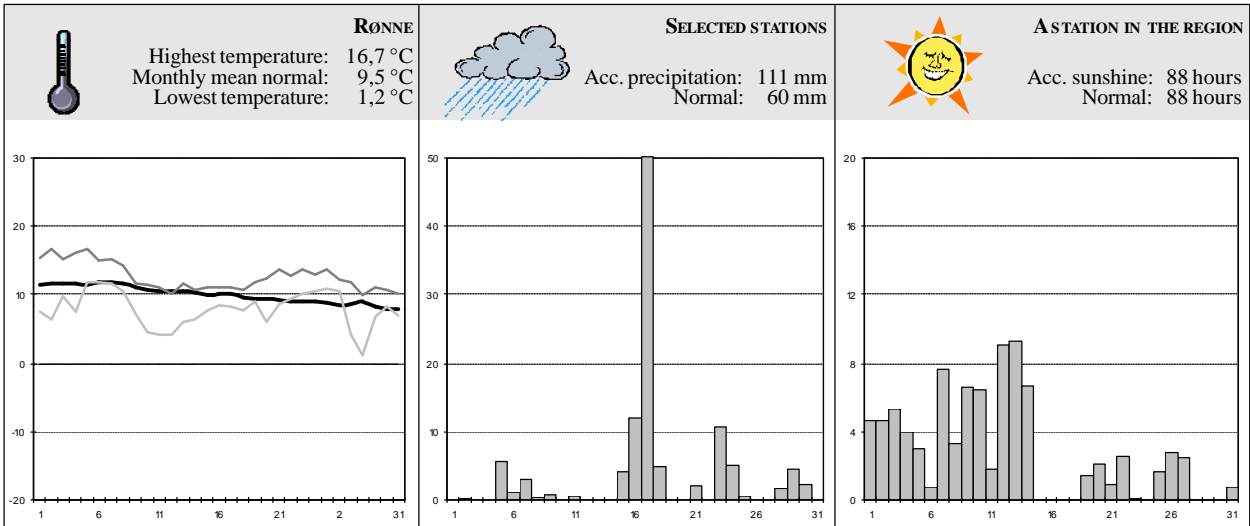 RØNNE
Highest temperature: 16,7 °C
Monthly mean normal: 9,5 °C
Lowest temperature: 1,2 °C
SELECTED STATIONS
Acc. precipitation: 111 mm
Normal: 60 mm
A STATION IN THE REGION
Acc. sunshine: 88 hours
Normal: 88 hours
30
20
10
0
-10
-20
1 6 11 16 21 2 31
50
40
30
20
10
0
1 6 11 16 21 26 31
20
16
12
8
4
0
1 6 11 16 21 26 31